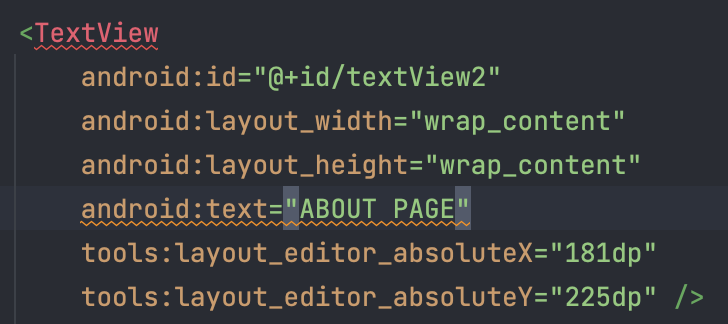 <TextView
android:id="@+id/textView2"
android:layout_width="wrap_content"
android:layout_height="wrap_content"
android:text="ABOUT PAGE"
tools:layout_editor_absoluteX="181dp"
tools:layout_editor_absoluteY="225dp" />